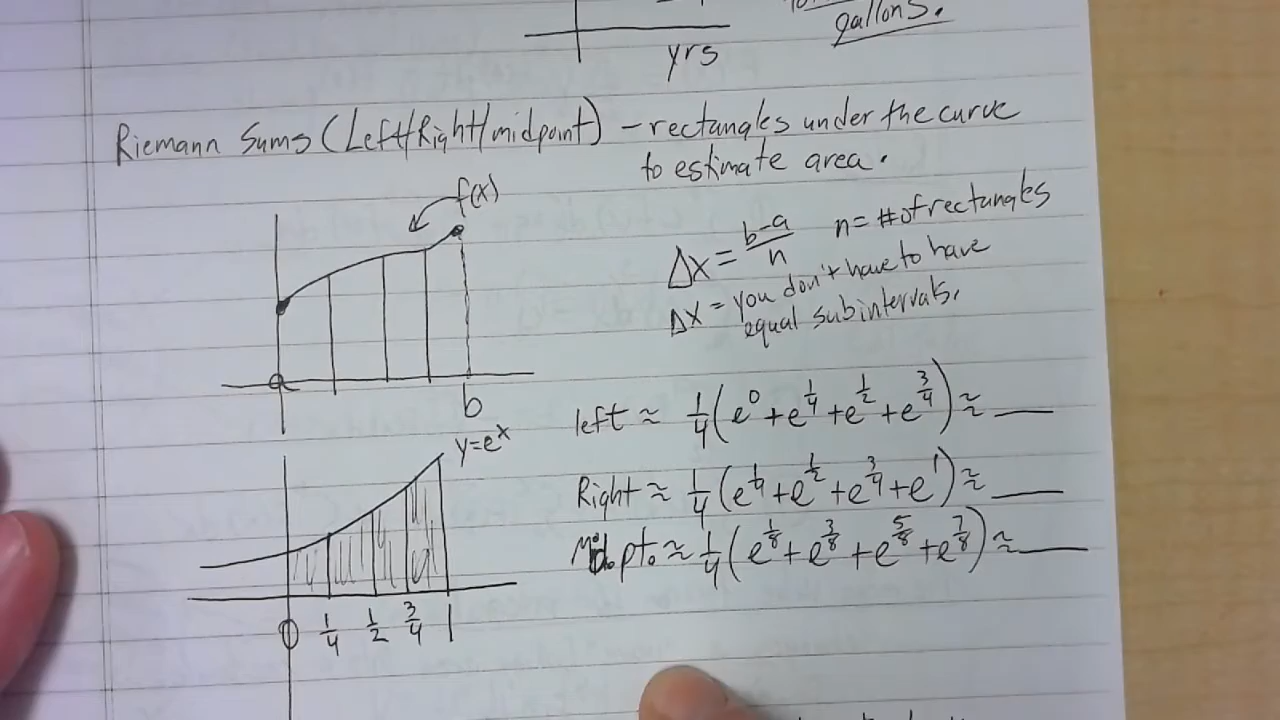 gallons.
yrs
Riemann Sums (Left/Right/midpoint) – rectangles under the curve
to estimate area.
f(x)
Δx = b-a/n n = # of rectangles
Δx = you don't have to have
equal subintervals.
b
left ≈ 1/4 (e^0 + e^1/4 + e^1/2 + e^3/4) ≈ ___
y=e^x
Right ≈ 1/4 (e^1/4 + e^1/2 + e^3/4 + e^1) ≈ ___
Mid. pt. ≈ 1/4 (e^1/8 + e^3/8 + e^5/8 + e^7/8) ≈ ___
0 1/4 1/2 3/4 1